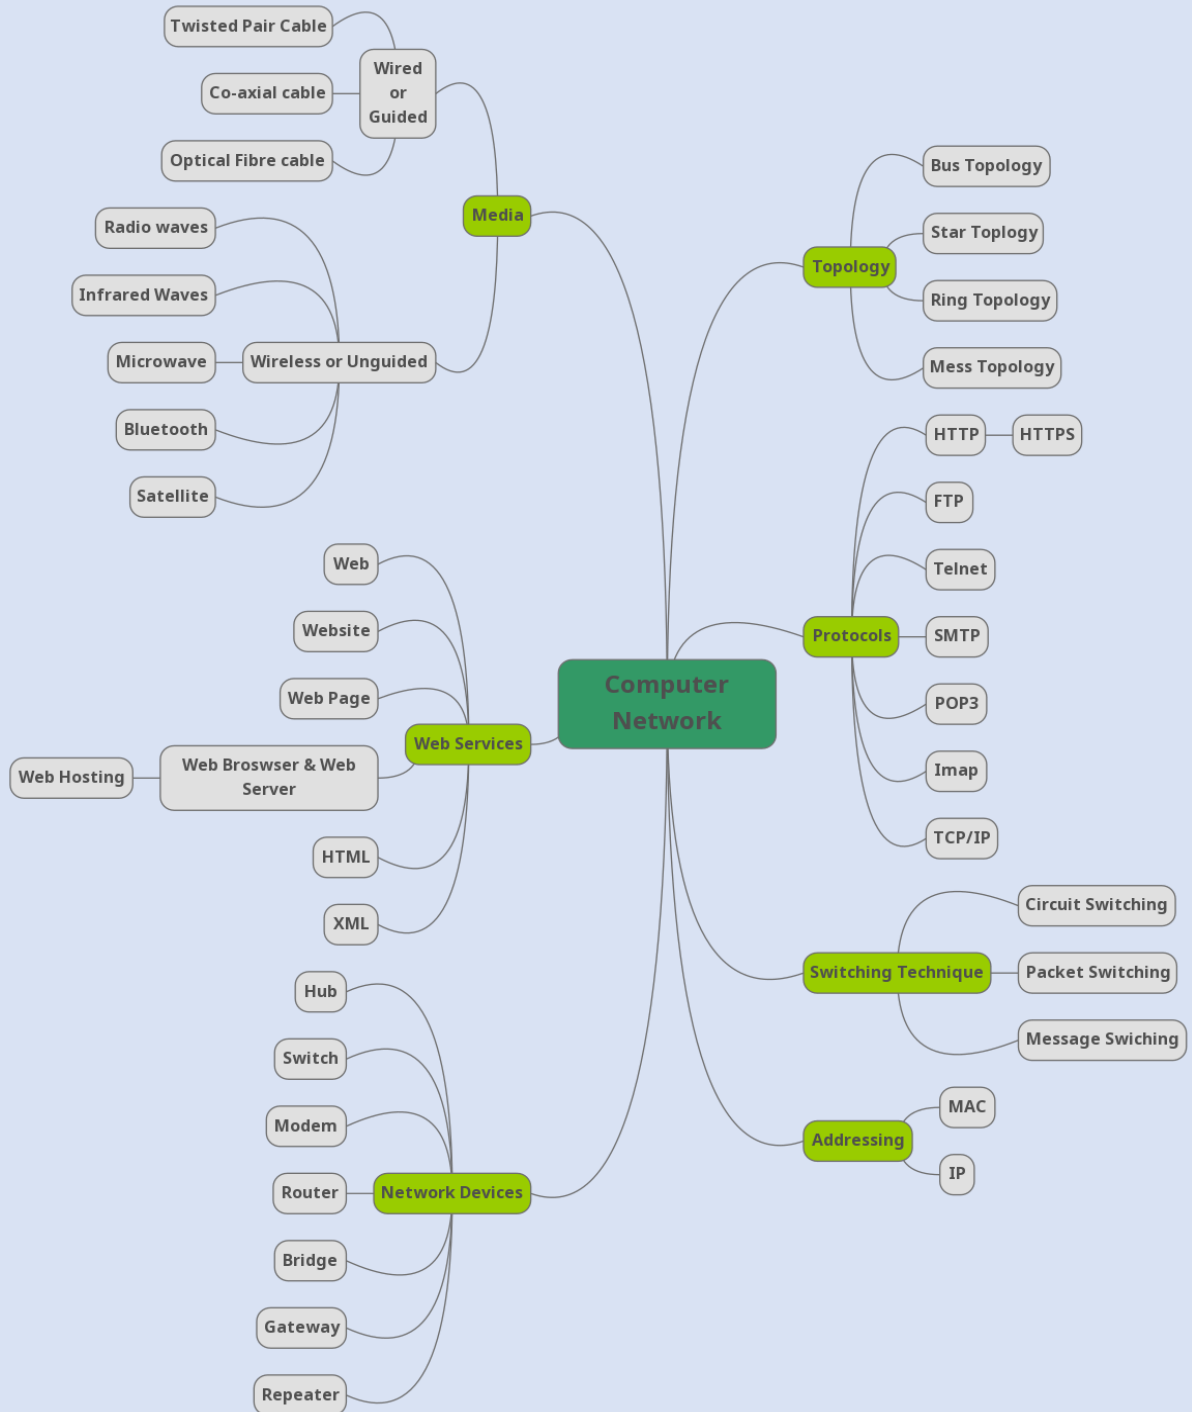 Computer
Network
Media
Wired
or
Guided
Twisted Pair Cable
Co-axial cable
Optical Fibre cable
Wireless or Unguided
Radio waves
Infrared Waves
Microwave
Bluetooth
Satellite
Web Services
Web
Website
Web Page
Web Broswser & Web
Server
Web Hosting
HTML
XML
Network Devices
Hub
Switch
Modem
Router
Bridge
Gateway
Repeater
Topology
Bus Topology
Star Toplogy
Ring Topology
Mess Topology
Protocols
HTTP
HTTPS
FTP
Telnet
SMTP
POP3
Imap
TCP/IP
Switching Technique
Circuit Switching
Packet Switching
Message Swiching
Addressing
MAC
IP